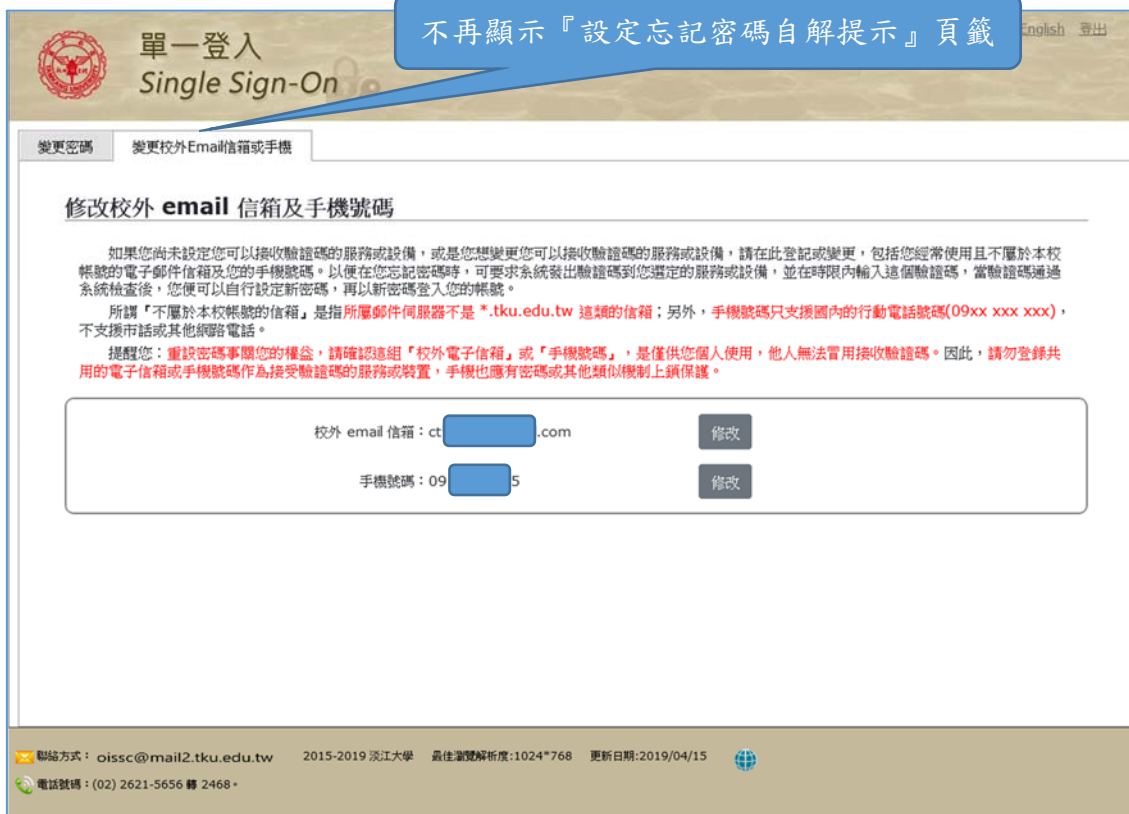 不再顯示『設定忘記密碼自解提示』頁籤
English 登出
單一登入
Single Sign-On
變更密碼 變更校外Email信箱或手機
修改校外 email 信箱及手機號碼
如果您尚未設定您可以接收驗證碼的服務或設備，或是您想變更您可以接收驗證碼的服務或設備，請在此登記或變更，包括您經常使用且不屬於本校
帳號的電子郵件信箱及您的手機號碼。以便在您忘記密碼時，可要求系統發出驗證碼到您選定的服務或設備，並在時限內輸入這個驗證碼，當驗證碼通過
系統檢查後，您便可以自行設定新密碼，再以新密碼登入您的帳號。
所謂「不屬於本校帳號的信箱」是指所屬郵件伺服器不是 *.tku.edu.tw 這類的信箱；另外，手機號碼只支援國內的行動電話號碼(09xx xxx xxx)，
不支援市話或其他網路電話。
提醒您：重設密碼事關您的權益，請確認這組「校外電子信箱」或「手機號碼」，是僅供您個人使用，他人無法冒用接收驗證碼。因此，請勿登錄共
用的電子信箱或手機號碼作為接受驗證碼的服務或裝置，手機也應有密碼或其他類似機制上鎖保護。
校外 email 信箱：ct .com 修改
手機號碼：09 5 修改
聯絡方式： oissc@mail2.tku.edu.tw 2015-2019 淡江大學 最佳瀏覽解析度:1024*768 更新日期:2019/04/15
電話號碼：(02) 2621-5656 轉 2468。